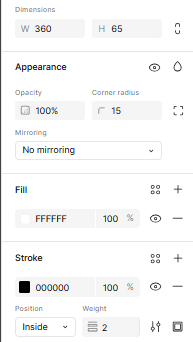 Dimensions
W 360 H 65
Appearance
Opacity Corner radius
100% 15
Mirroring
No mirroring
Fill
FFFFFF 100 %
Stroke
000000 100 %
Position Weight
Inside 2